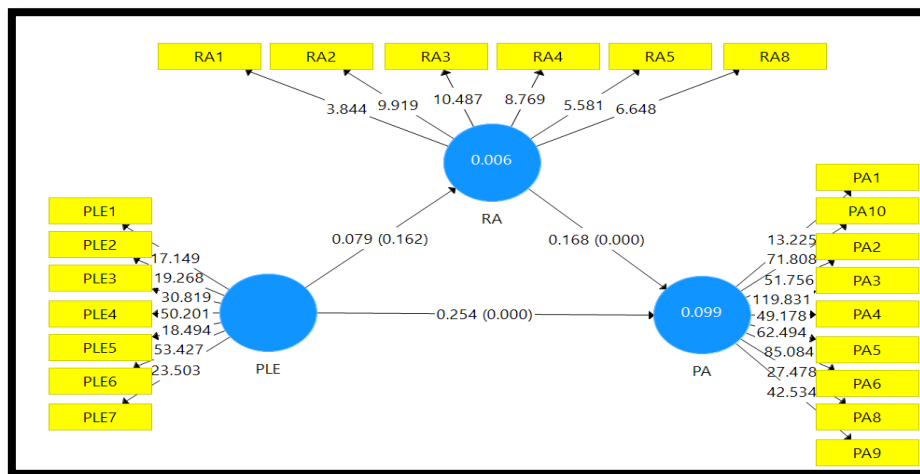 RA1 RA2 RA3 RA4 RA5 RA8
3.844 9.919 10.487 8.769 5.581 6.648
0.006
RA
PLE1
PLE2
PLE3
PLE4
PLE5
PLE6
PLE7
17.149
19.268
30.819
50.201
18.494
53.427
23.503
PLE
0.079 (0.162)
0.168 (0.000)
0.254 (0.000)
0.099
PA
13.225
71.808
51.756
119.831
49.178
62.494
85.084
27.478
42.534
PA1
PA10
PA2
PA3
PA4
PA5
PA6
PA8
PA9